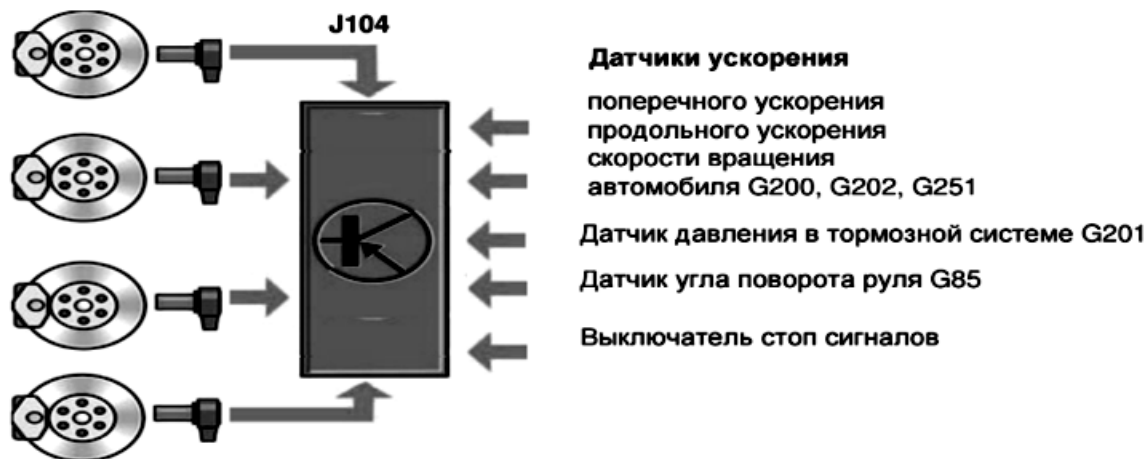 J104
Датчики ускорения
поперечного ускорения
продольного ускорения
скорости вращения
автомобиля G200, G202, G251
Датчик давления в тормозной системе G201
Датчик угла поворота руля G85
Выключатель стоп сигналов